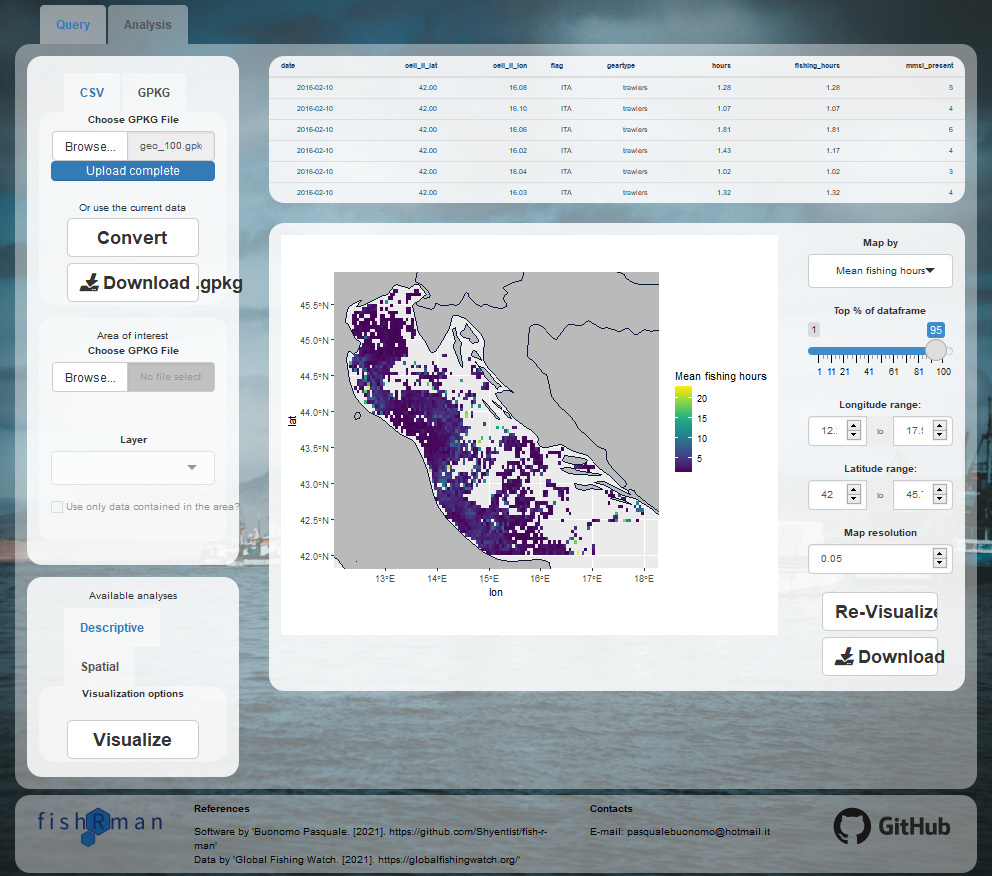 Query Analysis
CSV GPKG
Choose GPKG File
Browse... geo_100.gpk
Upload complete
Or use the current data
Convert
Download .gpkg
Area of interest
Choose GPKG File
Browse... No file select
Layer
Use only data contained in the area?
Available analyses
Descriptive
Spatial
Visualization options
Visualize
date cell_ll_lat cell_ll_lon flag geartype hours fishing_hours mmsi_present
2016-02-10 42.00 16.08 ITA trawlers 1.28 1.28 5
2016-02-10 42.00 16.10 ITA trawlers 1.07 1.07 4
2016-02-10 42.00 16.06 ITA trawlers 1.81 1.81 6
2016-02-10 42.00 16.02 ITA trawlers 1.43 1.17 4
2016-02-10 42.00 16.04 ITA trawlers 1.02 1.02 3
2016-02-10 42.00 16.03 ITA trawlers 1.32 1.32 4
45.5°N
45.0°N
44.5°N
44.0°N
43.5°N
43.0°N
42.5°N
42.0°N
lat
13°E 14°E 15°E 16°E 17°E 18°E
lon
Mean fishing hours
20
15
10
5
Map by
Mean fishing hours
Top % of dataframe
1 95
1 11 21 41 61 81 100
Longitude range:
12.: to 17.!
Latitude range:
42 to 45.
Map resolution
0.05
Re-Visualize
Download
fishRman
References
Software by 'Buonomo Pasquale. [2021]. https://github.com/Shyentist/fish-r-
man'
Data by 'Global Fishing Watch. [2021]. https://globalfishingwatch.org/'
Contacts
E-mail: pasqualebuonomo@hotmail.it
GitHub